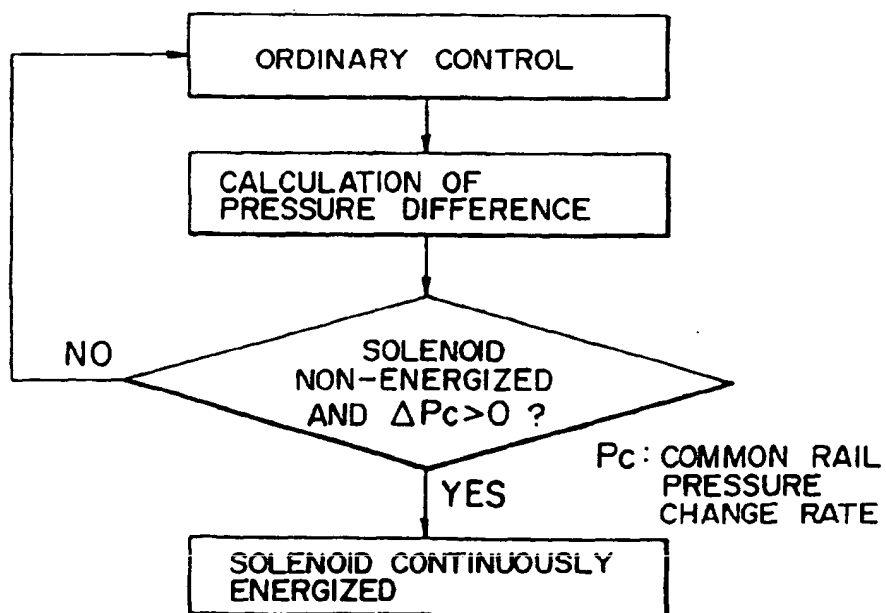 ORDINARY CONTROL
CALCULATION OF
PRESSURE DIFFERENCE
SOLENOID
NON-ENERGIZED
AND ΔPc>0 ?
NO
YES
Pc: COMMON RAIL
PRESSURE
CHANGE RATE
SOLENOID CONTINUOUSLY
ENERGIZED